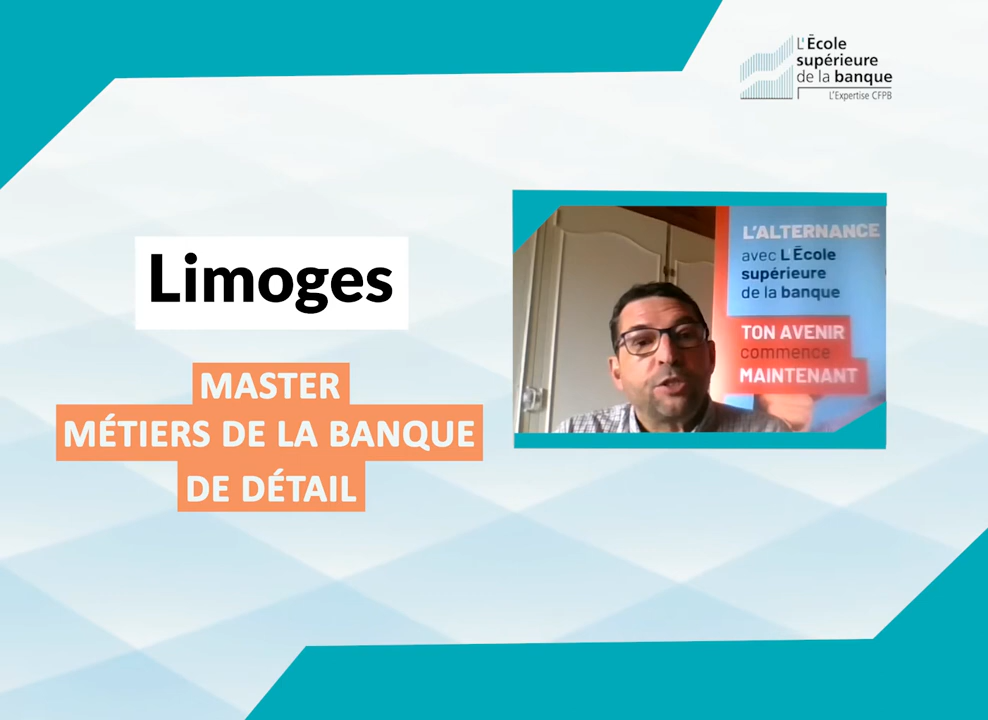 L'École
supérieure
de la banque
L'Expertise CFPB
Limoges
MASTER
MÉTIERS DE LA BANQUE
DE DÉTAIL
L'ALTERNANCE
avec L'École
supérieure
de la banque
TON AVENIR
commence
MAINTENANT